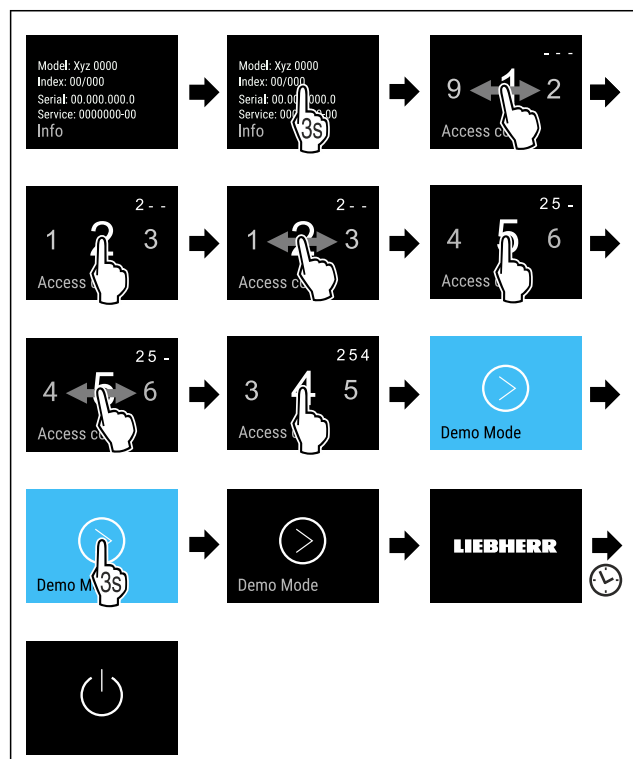 Model: Xyz 0000
Index: 00/000
Serial: 00.000.000.0
Service: 0000000-00
Info
Model: Xyz 0000
Index: 00/000
Serial: 00.000.0
Service: 00 -00
Info
3s
- - -
9 1 2
Access c
2 - -
1 2 3
Access c
2 - -
1 2 3
Access c
2 5 -
4 5 6
Access c
2 5 -
4 5 6
Access c
2 5 4
3 4 5
Access c
Demo Mode
Demo M
3s
Demo Mode
LIEBHERR